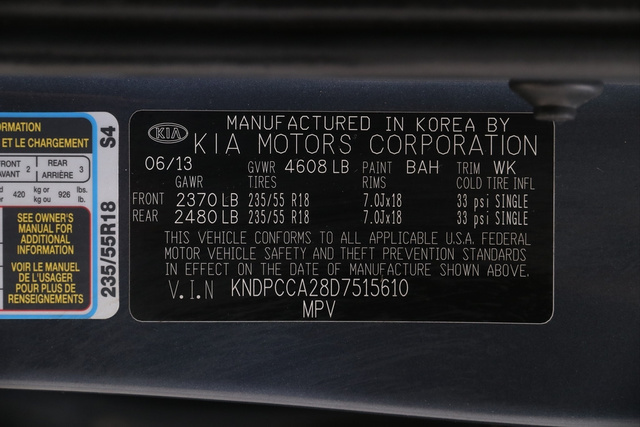 ORMATION
ET LE CHARGEMENT
FRONT AVANT 2 REAR ARRIÈRE 3
420 kg or ou kg 926 lbs. lb.
SEE OWNER'S
MANUAL FOR
ADDITIONAL
INFORMATION
VOIR LE MANUEL
DE L'USAGER
POUR PLUS DE
RENSEIGNEMENTS
235/55R18 S4
MANUFACTURED IN KOREA BY
KIA KIA MOTORS CORPORATION
06/13 GVWR 4608 LB PAINT BAH TRIM WK
GAWR TIRES RIMS COLD TIRE INFL
FRONT 2370 LB 235/55 R18 7.0Jx18 33 psi SINGLE
REAR 2480 LB 235/55 R18 7.0Jx18 33 psi SINGLE
THIS VEHICLE CONFORMS TO ALL APPLICABLE U.S.A. FEDERAL
MOTOR VEHICLE SAFETY AND THEFT PREVENTION STANDARDS
IN EFFECT ON THE DATE OF MANUFACTURE SHOWN ABOVE.
V.I.N KNDPCCA28D7515610
MPV